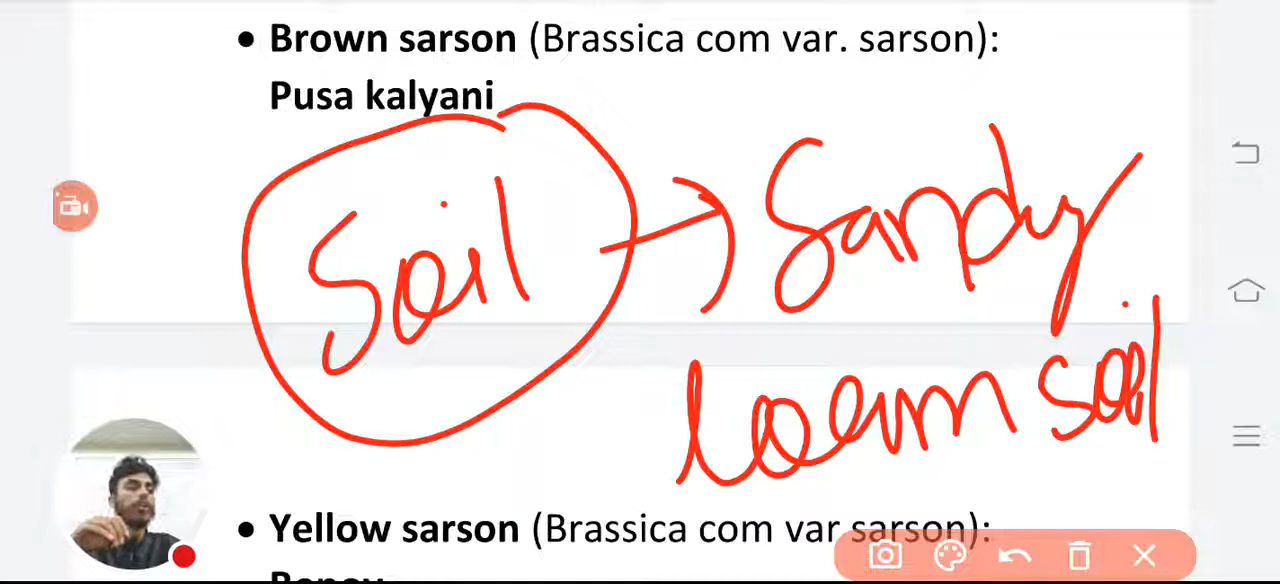 • Brown sarson (Brassica com var. sarson):
Pusa kalyani
Soil → Sandy
loam soil
• Yellow sarson (Brassica com var sarson):